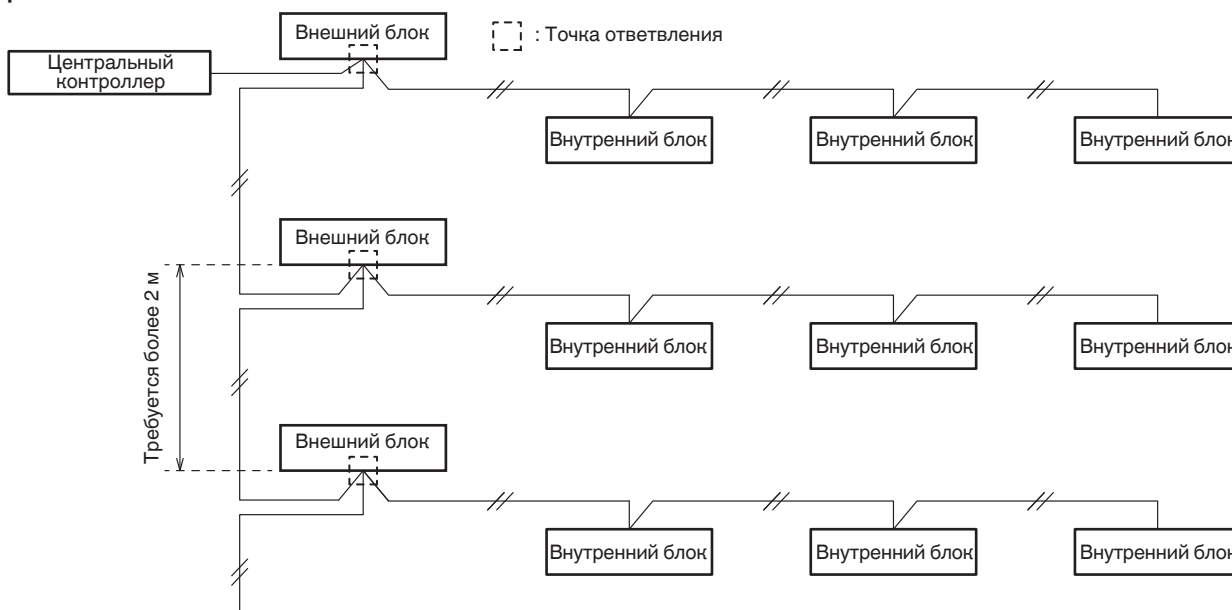 Внешний блок
: Точка ответвления
Центральный
контроллер
Внутренний блок
Внутренний блок
Внутренний блок
Внешний блок
Требуется более 2 м
Внутренний блок
Внутренний блок
Внутренний блок
Внешний блок
Внутренний блок
Внутренний блок
Внутренний блок